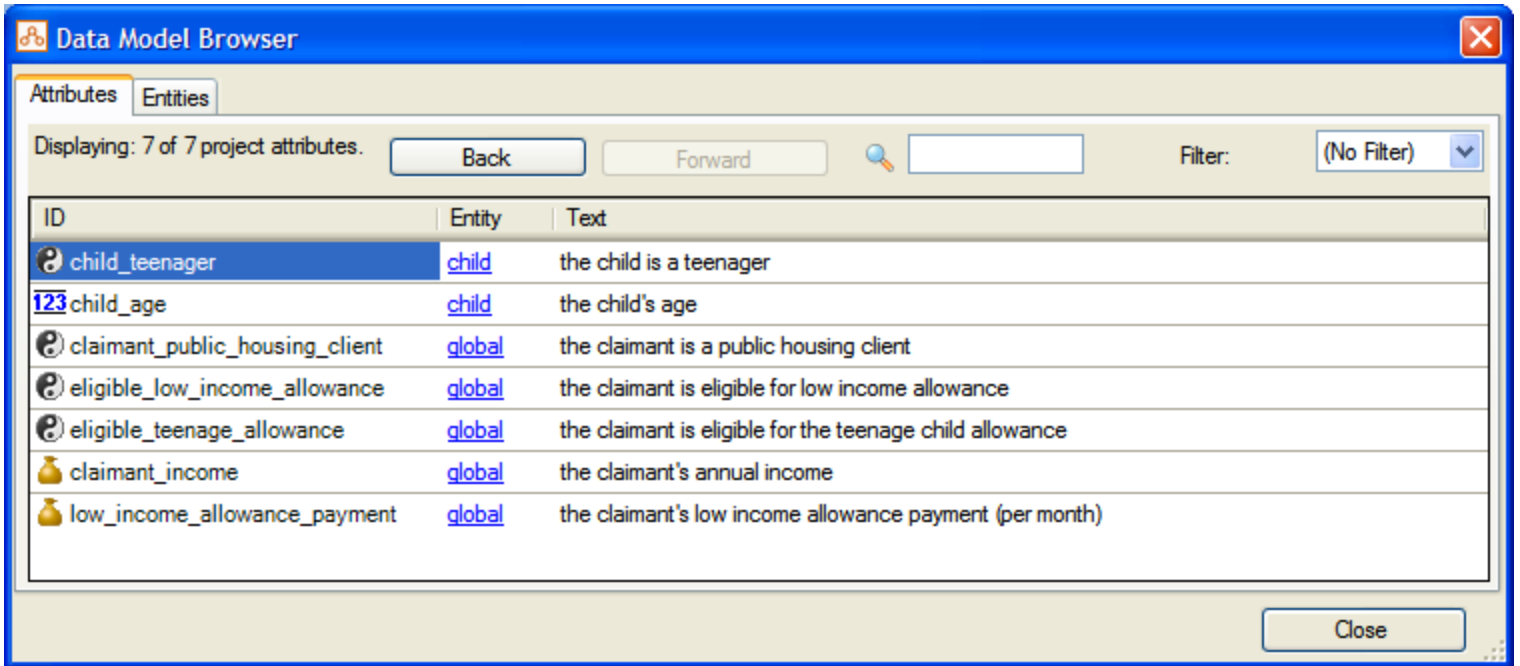 Data Model Browser
Attributes Entities
Displaying: 7 of 7 project attributes. Back Forward Filter: (No Filter)
ID Entity Text
child_teenager child the child is a teenager
123 child_age child the child's age
claimant_public_housing_client global the claimant is a public housing client
eligible_low_income_allowance global the claimant is eligible for low income allowance
eligible_teenage_allowance global the claimant is eligible for the teenage child allowance
claimant_income global the claimant's annual income
low_income_allowance_payment global the claimant's low income allowance payment (per month)
Close